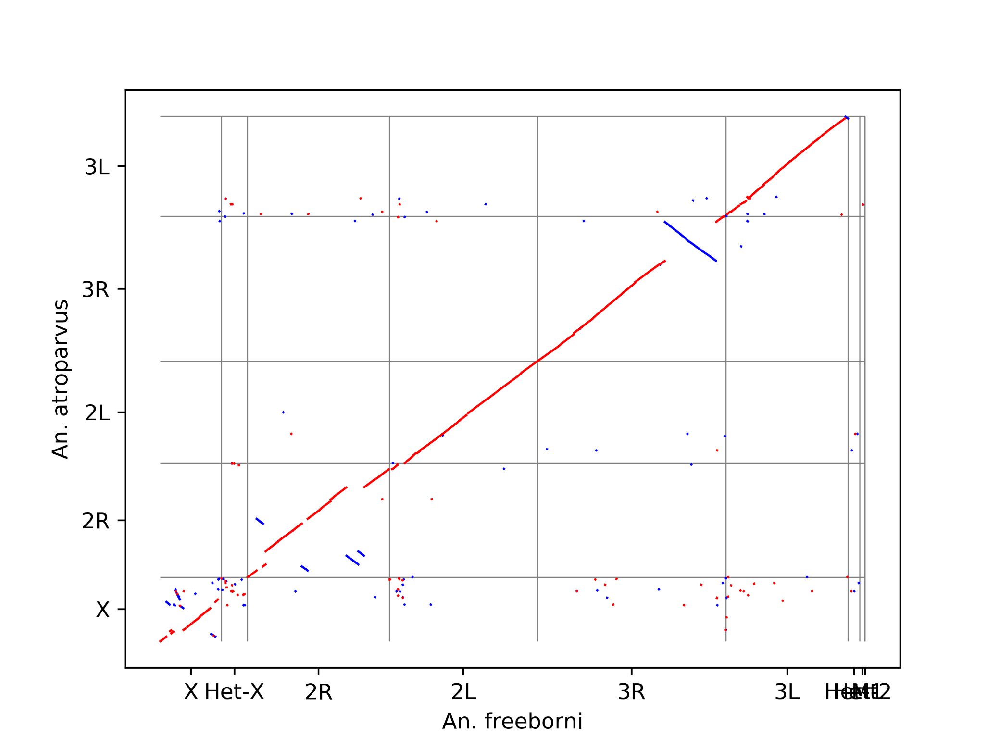 3L
3R
An. atroparvus
2L
2R
X
X Het-X 2R 2L 3R 3L
An. freeborni